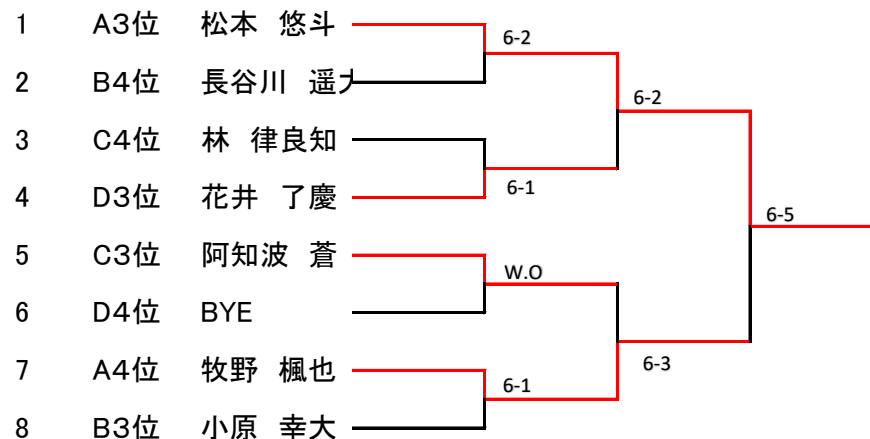 1 A3位 松本 悠斗
6-2
2 B4位 長谷川 遥
6-2
3 C4位 林 律良知
6-1
4 D3位 花井 了慶
6-5
5 C3位 阿知波 蒼
W.O
6 D4位 BYE
6-3
7 A4位 牧野 楓也
6-1
8 B3位 小原 幸大